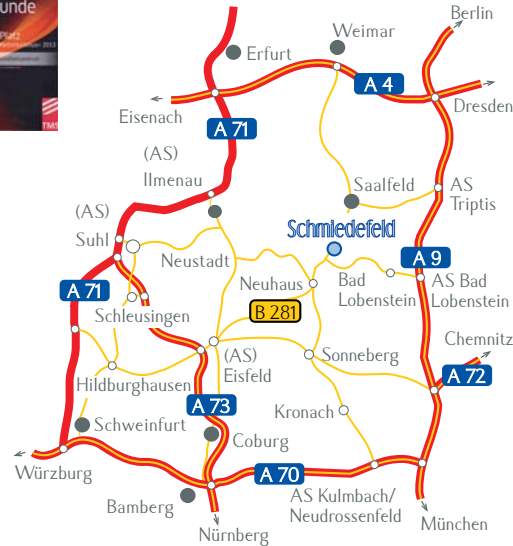 unde
Platz
TMS
Berlin
Weimar
Erfurt
A 4
Eisenach
Dresden
A 71
(AS)
Ilmenau
Saalfeld
AS
Triptis
(AS)
Suhl
Schmiedefeld
Neustadt
A 9
Neuhaus
Bad
Lobenstein
AS Bad
Lobenstein
A 71
Schleusingen
B 281
Chemnitz
(AS)
Eisfeld
Sonneberg
A 72
Hildburghausen
A 73
Kronach
Schweinfurt
Coburg
Würzburg
A 70
Bamberg
AS Kulmbach/
Neudrossenfeld
München
Nürnberg